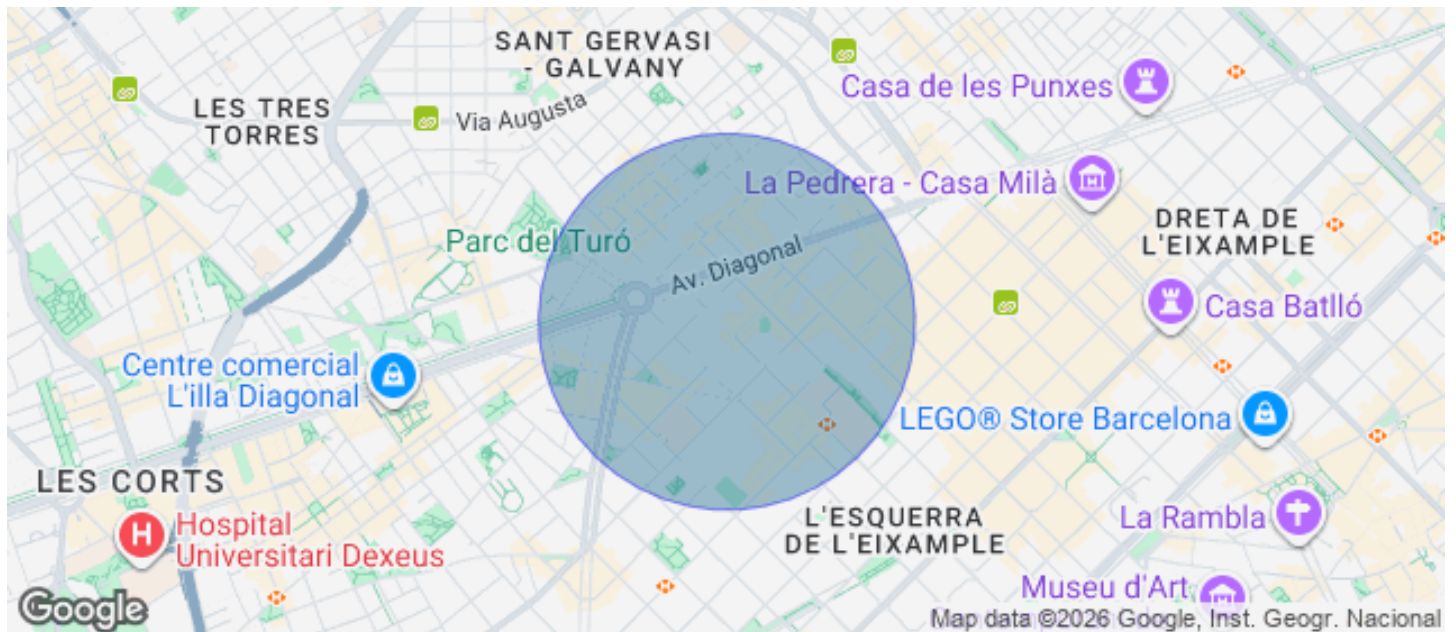 SANT GERVASI
- GALVANY
Casa de les Punxes
LES TRES
TORRES
Via Augusta
La Pedrera - Casa Milà
DRETA DE
L'EIXAMPLE
Parc del Turó
Av. Diagonal
Casa Batlló
Centre comercial
L'illa Diagonal
LEGO® Store Barcelona
LES CORTS
H
Hospital
Universitari Dexeus
L'ESQUERRA
DE L'EIXAMPLE
La Rambla
Museu d'Art
Google
Map data ©2026 Google, Inst. Geogr. Nacional